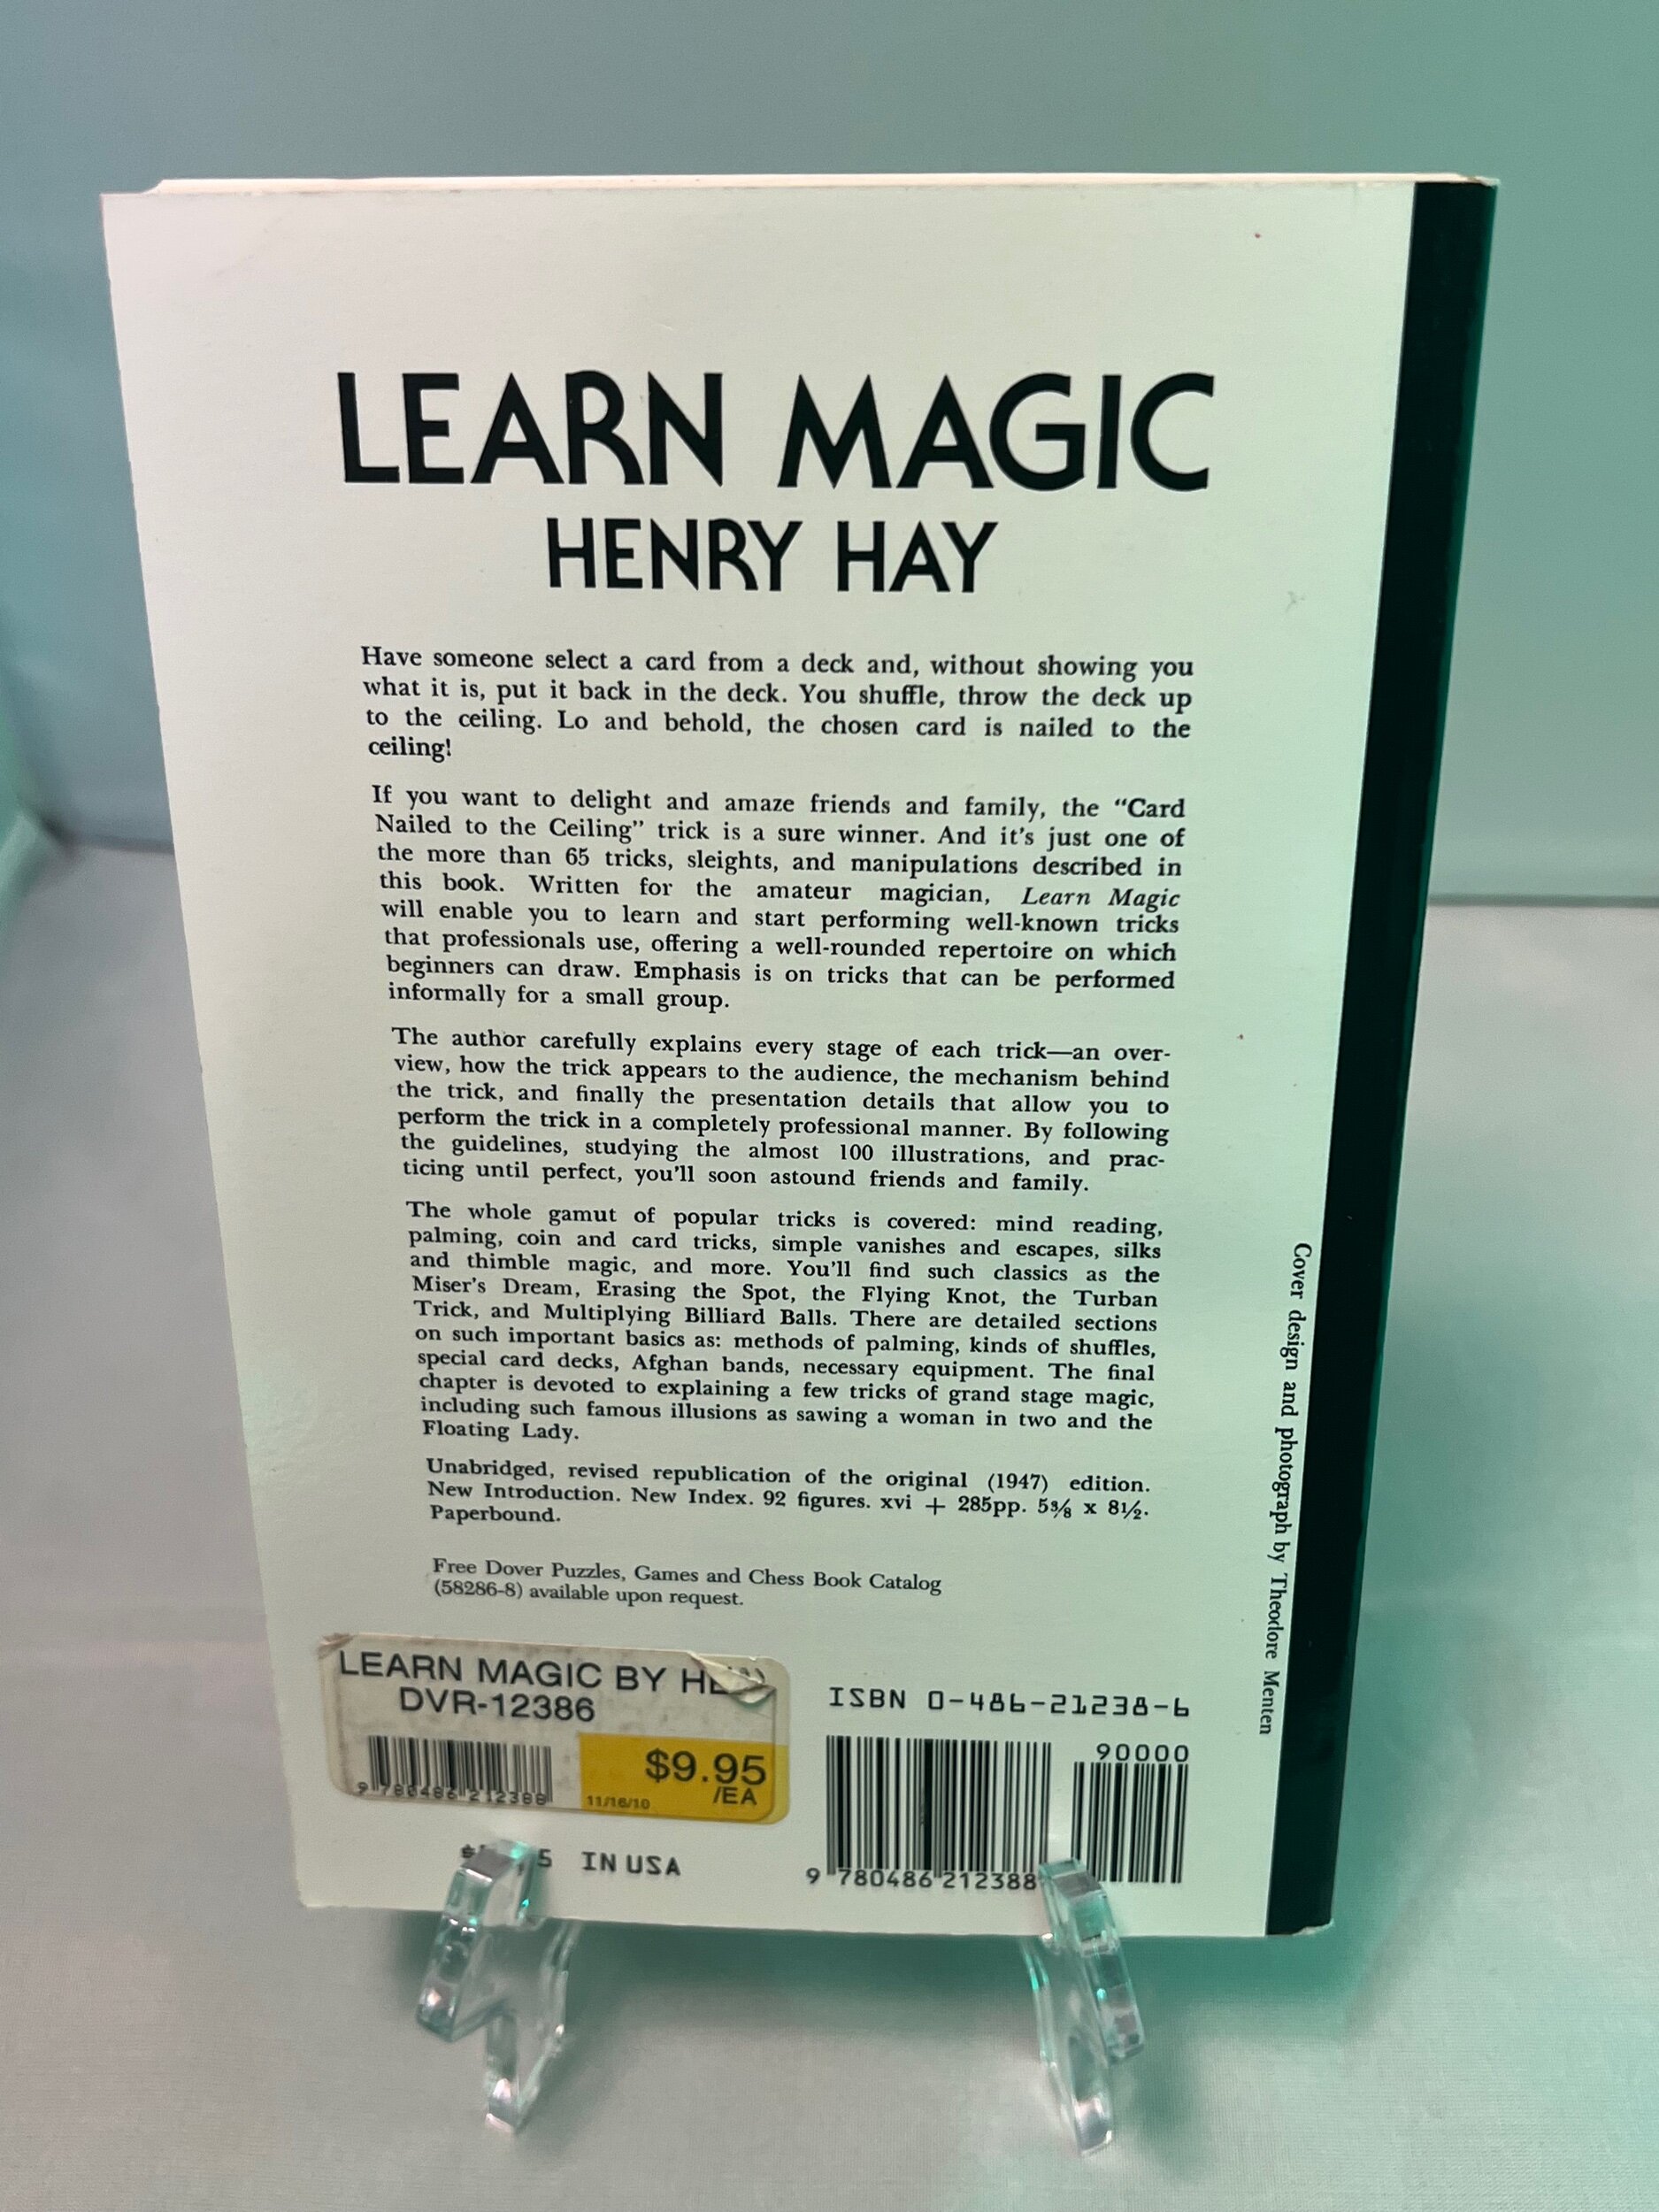 LEARN MAGIC
HENRY HAY
Have someone select a card from a deck and, without showing you
what it is, put it back in the deck. You shuffle, throw the deck up
to the ceiling. Lo and behold, the chosen card is nailed to the
ceiling!
If you want to delight and amaze friends and family, the “Card
Nailed to the Ceiling” trick is a sure winner. And it's just one of
the more than 65 tricks, sleights, and manipulations described in
this book. Written for the amateur magician, Learn Magic
will enable you to learn and start performing well-known tricks
that professionals use, offering a well-rounded repertoire on which
beginners can draw. Emphasis is on tricks that can be performed
informally for a small group.
The author carefully explains every stage of each trick—an over-
view, how the trick appears to the audience, the mechanism behind
the trick, and finally the presentation details that allow you to
perform the trick in a completely professional manner. By following
the guidelines, studying the almost 100 illustrations, and prac-
ticing until perfect, you'll soon astound friends and family.
The whole gamut of popular tricks is covered: mind reading,
palming, coin and card tricks, simple vanishes and escapes, silks
and thimble magic, and more. You'll find such classics as the
Miser's Dream, Erasing the Spot, the Flying Knot, the Turban
Trick, and Multiplying Billiard Balls. There are detailed sections
on such important basics as: methods of palming, kinds of shuffles,
special card decks, Afghan bands, necessary equipment. The final
chapter is devoted to explaining a few tricks of grand stage magic,
including such famous illusions as sawing a woman in two and the
Floating Lady.
Unabridged, revised republication of the original (1947) edition.
New Introduction. New Index. 92 figures. xvi + 285pp. 5⅜ x 8½.
Paperbound.
Free Dover Puzzles, Games and Chess Book Catalog
(58286-8) available upon request.
Cover design and photograph by Theodore Menten
LEARN MAGIC BY
DVR-12386
9 780486 212388
$9.95
/EA
11/16/10
IN USA
ISBN 0-486-21238-6
90000
9 780486 212388